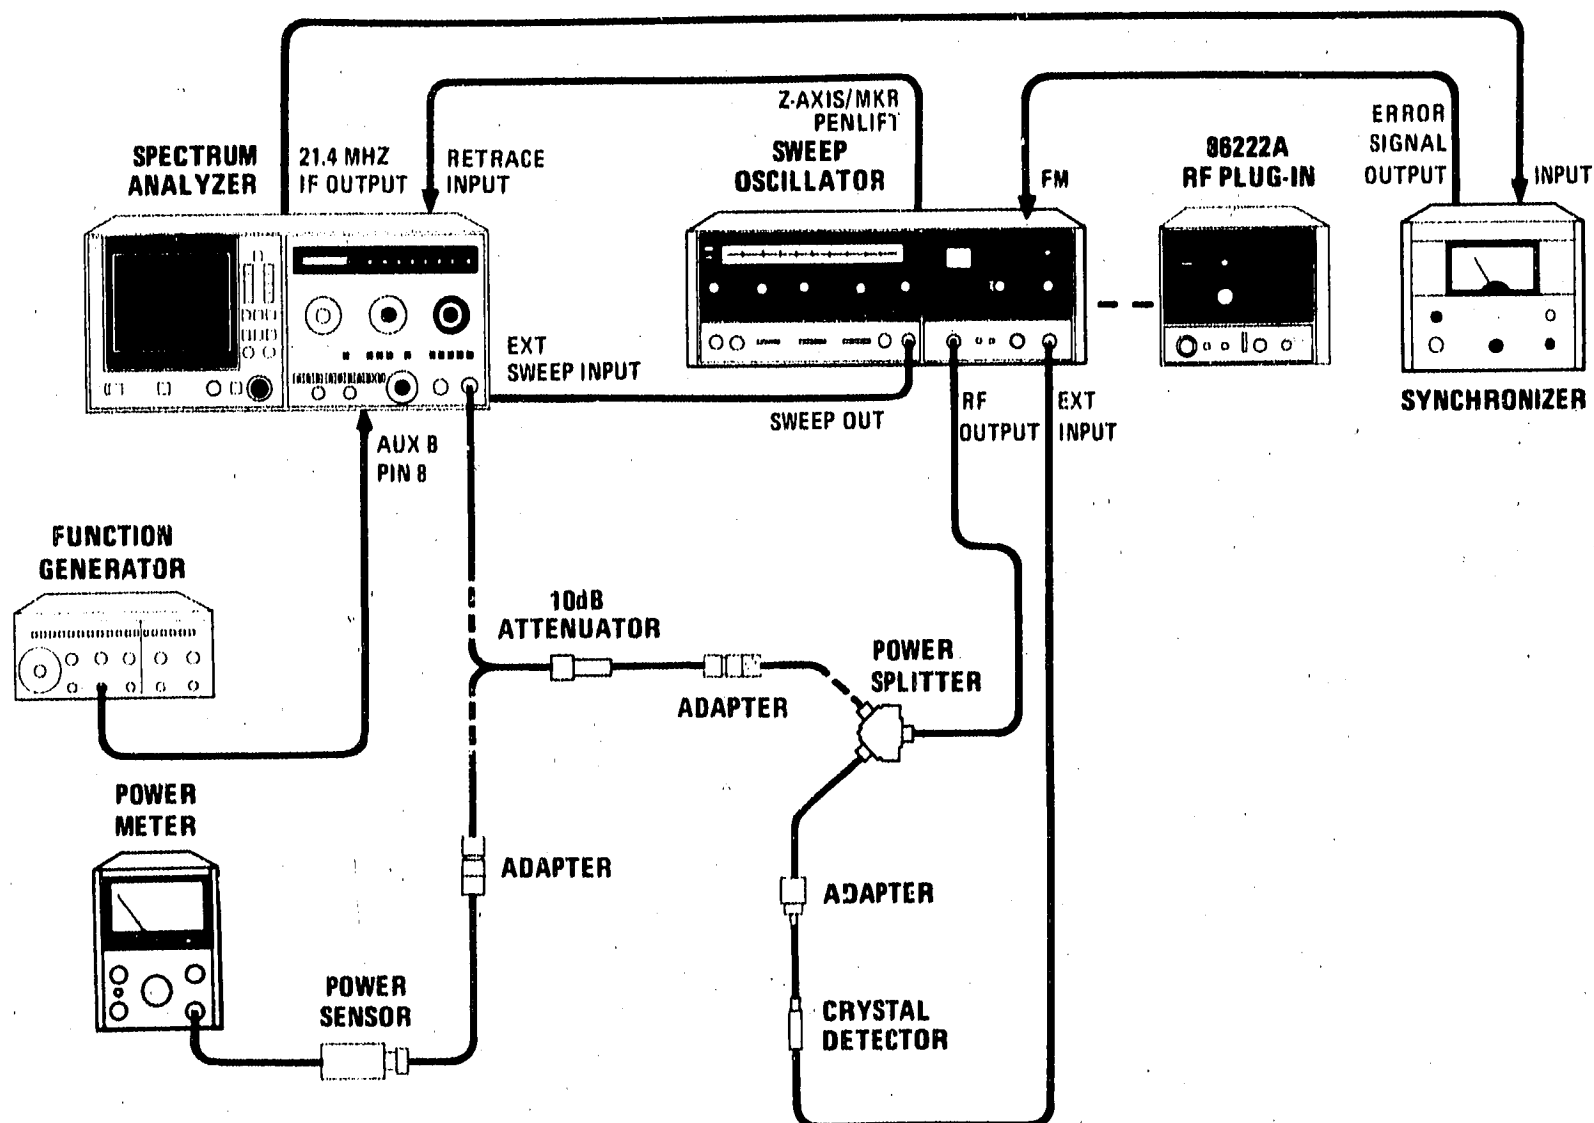 Z-AXIS/MKR
PENLIFT
SPECTRUM
ANALYZER
21.4 MHZ
IF OUTPUT
RETRACE
INPUT
SWEEP
OSCILLATOR
FM
86222A
RF PLUG-IN
ERROR
SIGNAL
OUTPUT
INPUT
EXT
SWEEP INPUT
SWEEP OUT
RF
OUTPUT
EXT
INPUT
SYNCHRONIZER
AUX B
PIN 8
FUNCTION
GENERATOR
10dB
ATTENUATOR
ADAPTER
POWER
SPLITTER
POWER
METER
ADAPTER
ADAPTER
POWER
SENSOR
CRYSTAL
DETECTOR